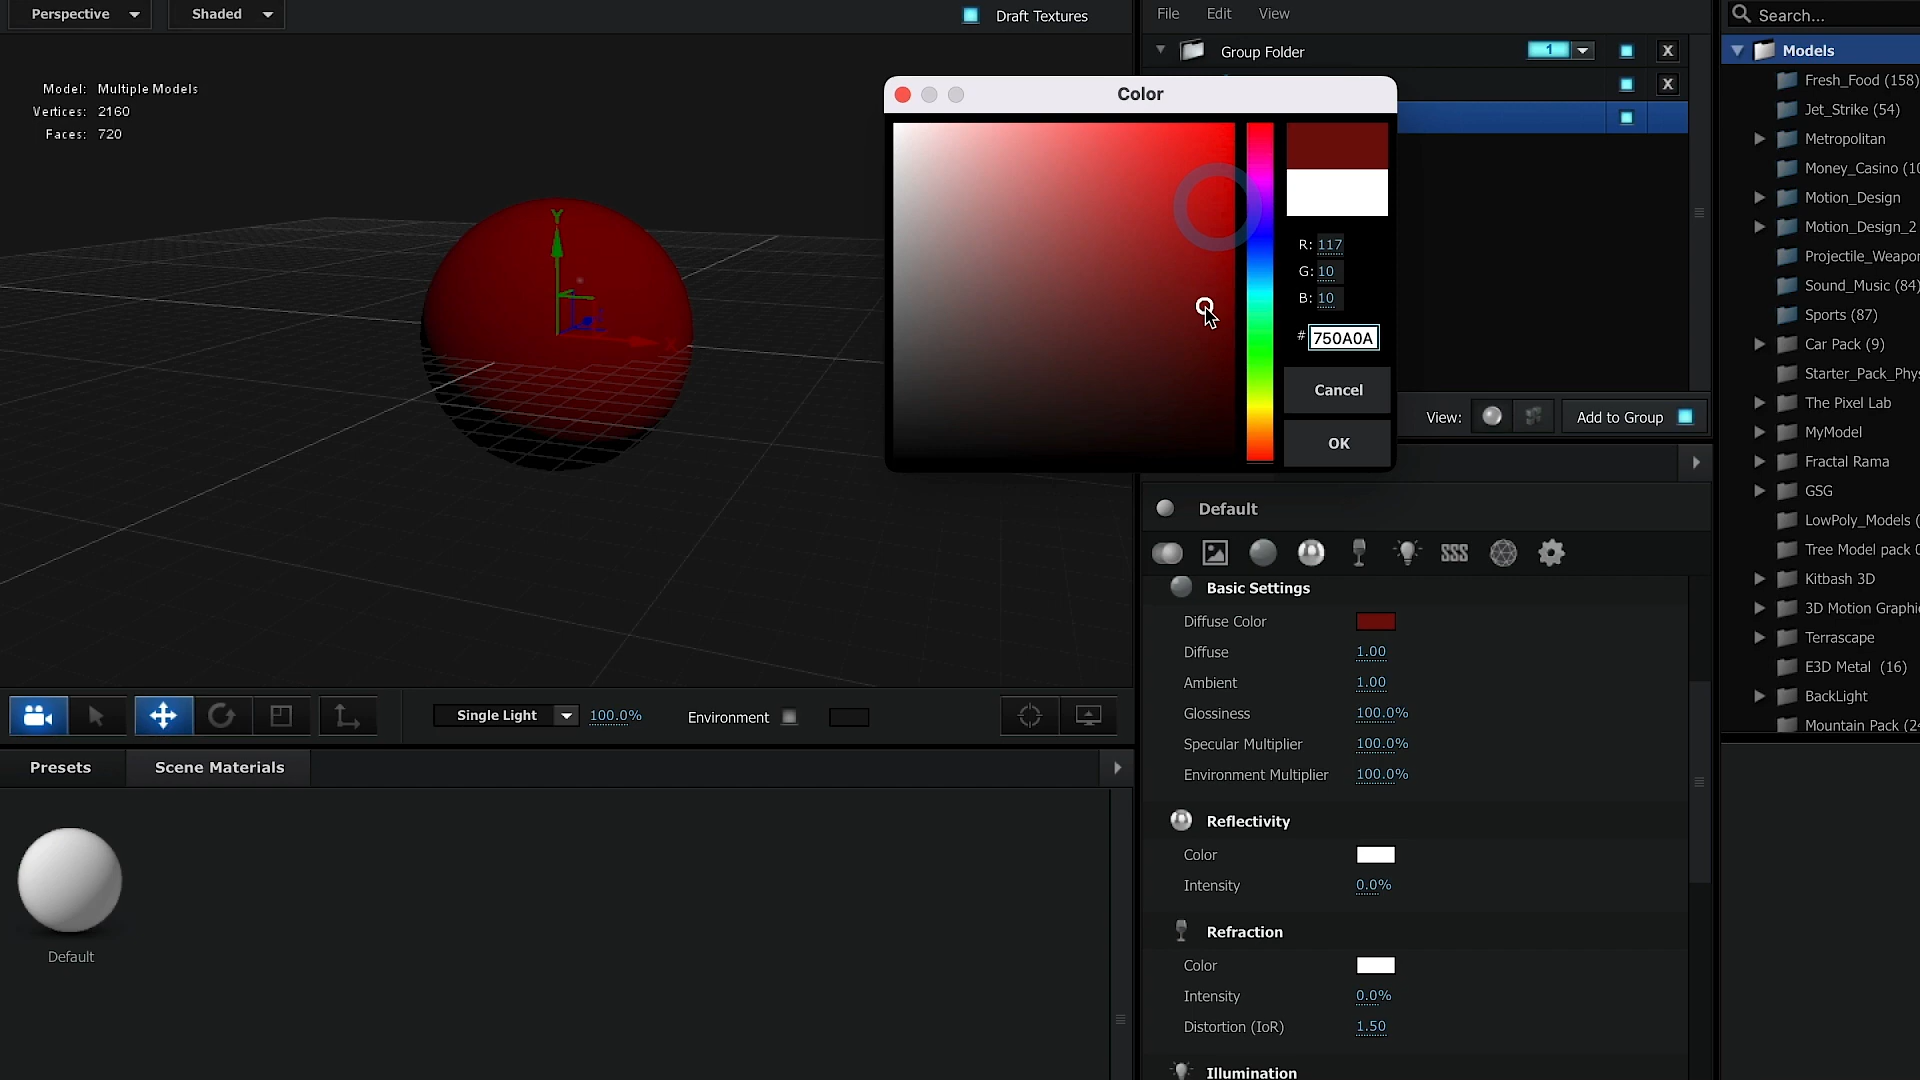 Perspective
Shaded
Draft Textures
Model: Multiple Models
Vertices: 2160
Faces: 720
Y
X
File Edit View
Group Folder
1
X
X
Color
R: 117
G: 10
B: 10
# 750A0A
Cancel
OK
View:
Add to Group
Default
SSS
Basic Settings
Diffuse Color
Diffuse 1.00
Ambient 1.00
Glossiness 100.0%
Specular Multiplier 100.0%
Environment Multiplier 100.0%
Reflectivity
Color
Intensity 0.0%
Refraction
Color
Intensity 0.0%
Distortion (IoR) 1.50
Illumination
Single Light
100.0%
Environment
Presets
Scene Materials
Default
Search...
Models
Fresh_Food (158)
Jet_Strike (54)
Metropolitan
Money_Casino (10
Motion_Design
Motion_Design_2
Projectile_Weapon
Sound_Music (84)
Sports (87)
Car Pack (9)
Starter_Pack_Phys
The Pixel Lab
MyModel
Fractal Rama
GSG
LowPoly_Models (
Tree Model pack
Kitbash 3D
3D Motion Graphi
Terrascape
E3D Metal (16)
BackLight
Mountain Pack (2